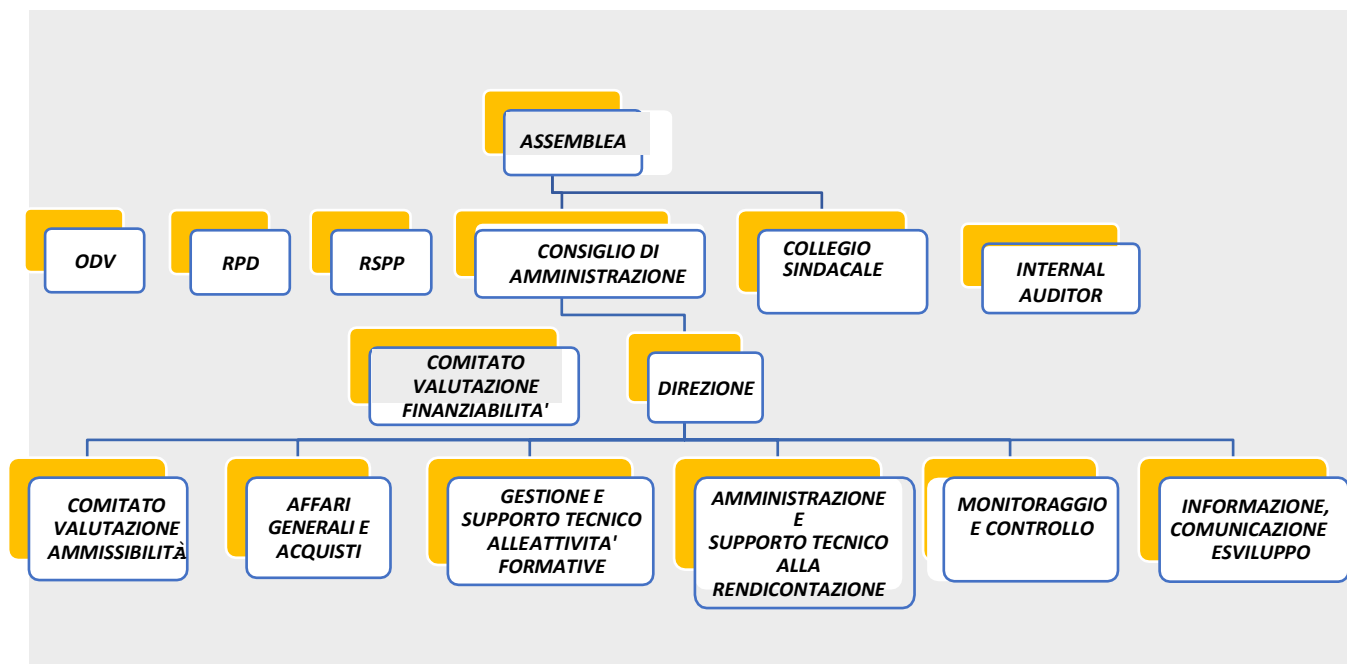 ASSEMBLEA
ODV
RPD
RSPP
CONSIGLIO DI
AMMINISTRAZIONE
COLLEGIO
SINDACALE
INTERNAL
AUDITOR
COMITATO
VALUTAZIONE
FINANZIABILITA'
DIREZIONE
COMITATO
VALUTAZIONE
AMMISSIBILITÀ
AFFARI
GENERALI E
ACQUISTI
GESTIONE E
SUPPORTO TECNICO
ALLEATTIVITA'
FORMATIVE
AMMINISTRAZIONE
E
SUPPORTO TECNICO
ALLA
RENDICONTAZIONE
MONITORAGGIO
E CONTROLLO
INFORMAZIONE,
COMUNICAZIONE
ESVILUPPO